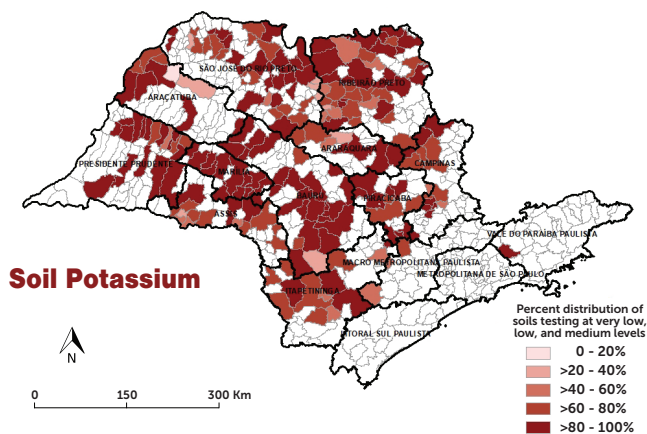 SÃO JOSÉ DO RIO PRETO
RIBEIRÃO PRETO
ARAÇATUBA
ARARAQUARA
PRESIDENTE PRUDENTE
CAMPINAS
MARÍLIA
BAURU
PIRACICABA
ASSIS
VALE DO PARAÍBA PAULISTA
MACRO METROPOLITANA PAULISTA
METROPOLITANA DE SÃO PAULO
Soil Potassium
ITAPETININGA
LITORAL SUL PAULISTA
N
0 150 300 Km
Percent distribution of
soils testing at very low,
low, and medium levels
0 - 20%
>20 - 40%
>40 - 60%
>60 - 80%
>80 - 100%